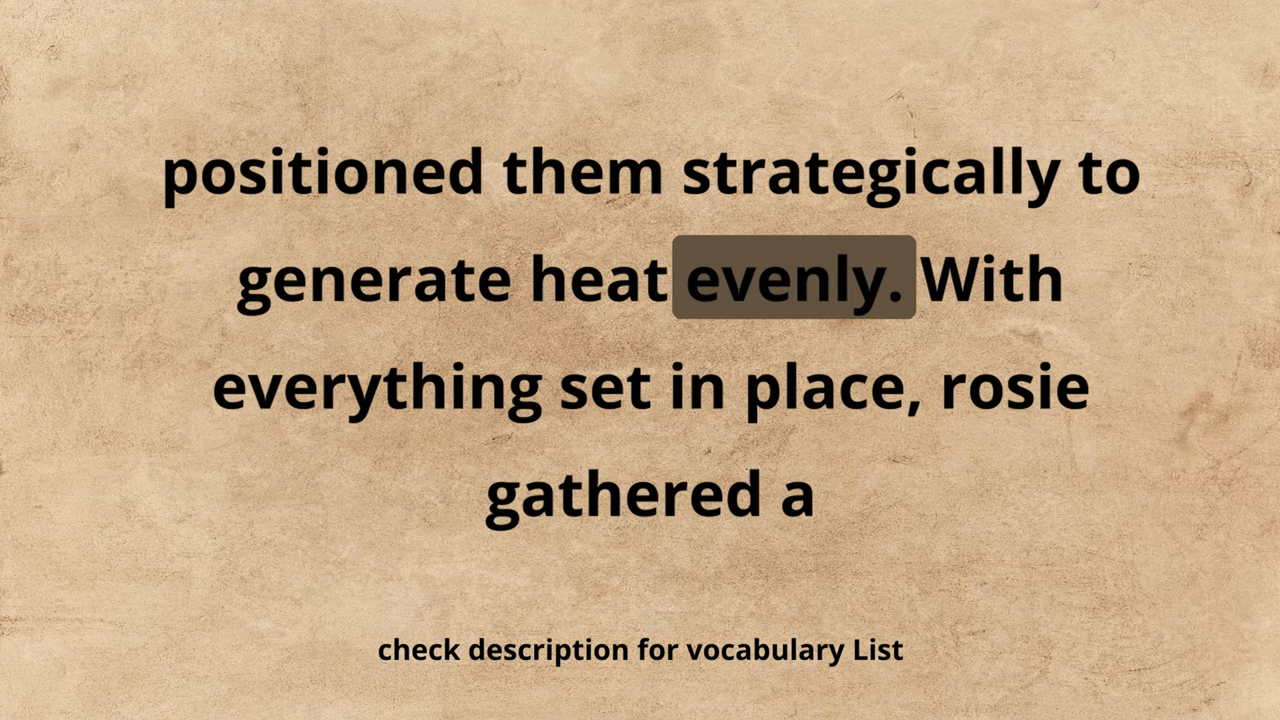 positioned them strategically to
generate heat evenly. With
everything set in place, rosie
gathered a
check description for vocabulary List